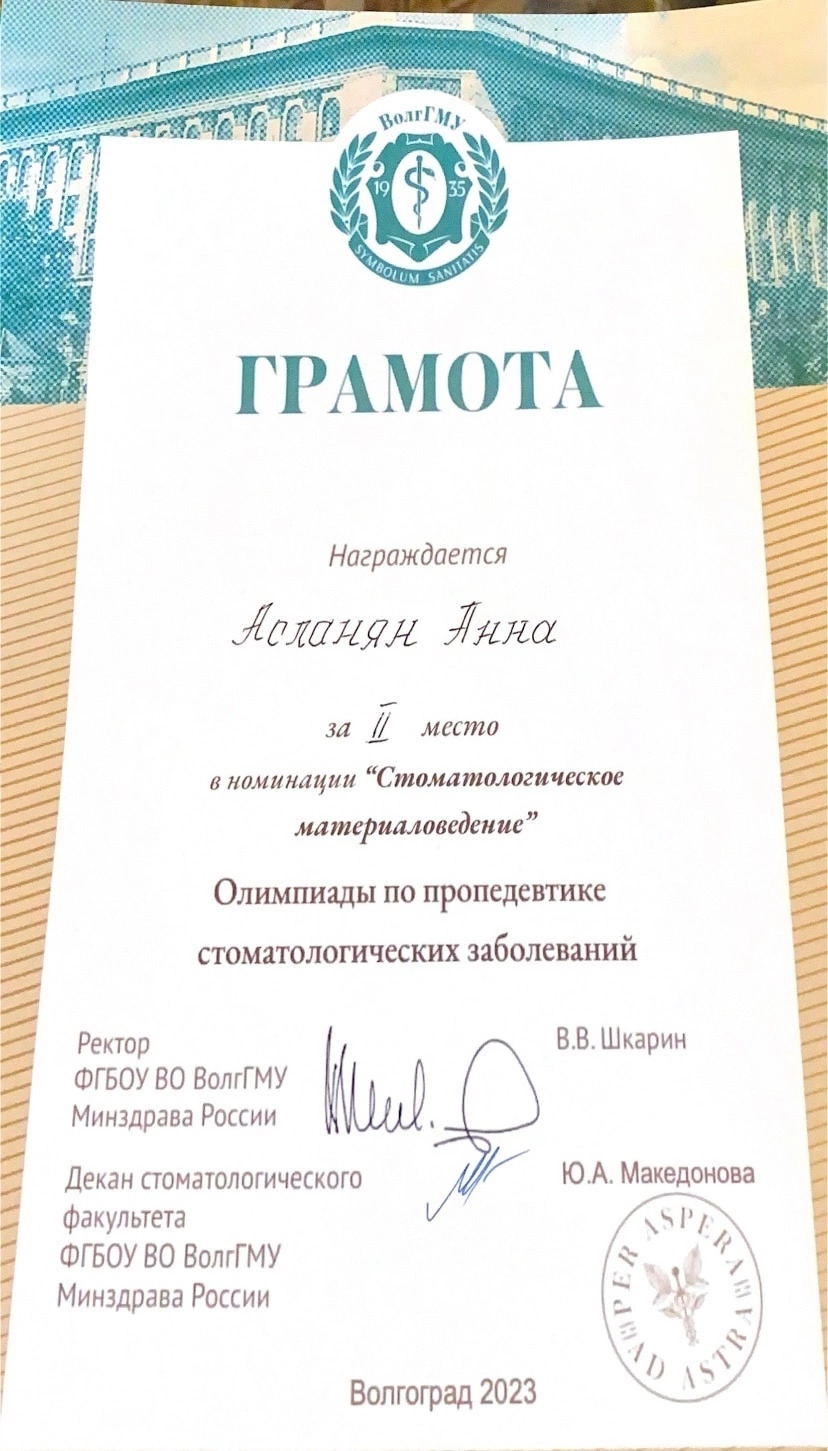 ВолгГМУ
19 35
SYMBOLUM SANITATIS
ГРАМОТА
Награждается
Асланян Анна
за II место
в номинации “Стоматологическое
материаловедение”
Олимпиады по пропедевтике
стоматологических заболеваний
Ректор
ФГБОУ ВО ВолгГМУ
Минздрава России
В.В. Шкарин
Декан стоматологического
факультета
ФГБОУ ВО ВолгГМУ
Минздрава России
Ю.А. Македонова
PER ASPERA
AD ASTRA
Волгоград 2023